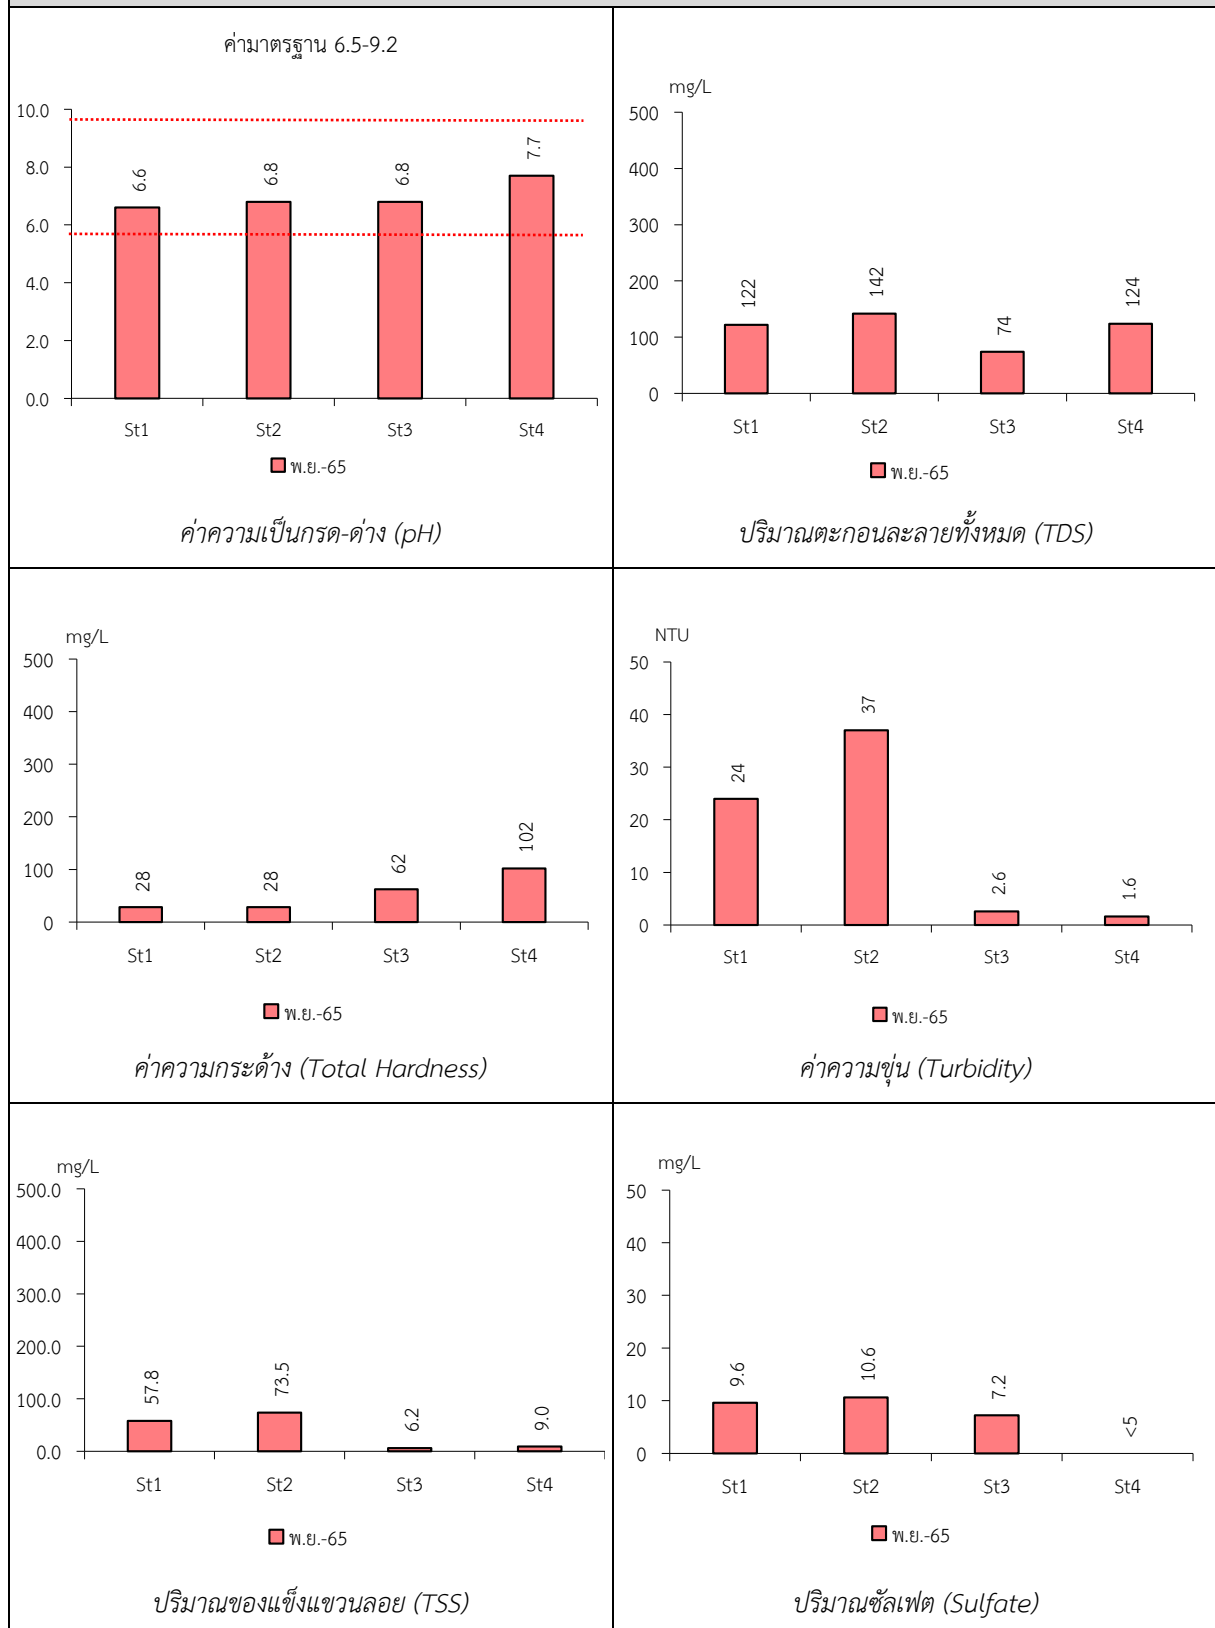 ค่ามาตรฐาน 6.5-9.2
10.0
8.0
6.0
4.0
2.0
0.0
6.6
6.8
6.8
7.7
St1 St2 St3 St4
พ.ย.-65
ค่าความเป็นกรด-ด่าง (pH)
mg/L
500
400
300
200
100
0
122
142
74
124
St1 St2 St3 St4
พ.ย.-65
ปริมาณตะกอนละลายทั้งหมด (TDS)
mg/L
500
400
300
200
100
0
28
28
62
102
St1 St2 St3 St4
พ.ย.-65
ค่าความกระด้าง (Total Hardness)
NTU
50
40
30
20
10
0
24
37
2.6
1.6
St1 St2 St3 St4
พ.ย.-65
ค่าความขุ่น (Turbidity)
mg/L
500.0
400.0
300.0
200.0
100.0
0.0
57.8
73.5
6.2
9.0
St1 St2 St3 St4
พ.ย.-65
ปริมาณของแข็งแขวนลอย (TSS)
mg/L
50
40
30
20
10
0
9.6
10.6
7.2
<5
St1 St2 St3 St4
พ.ย.-65
ปริมาณซัลเฟต (Sulfate)